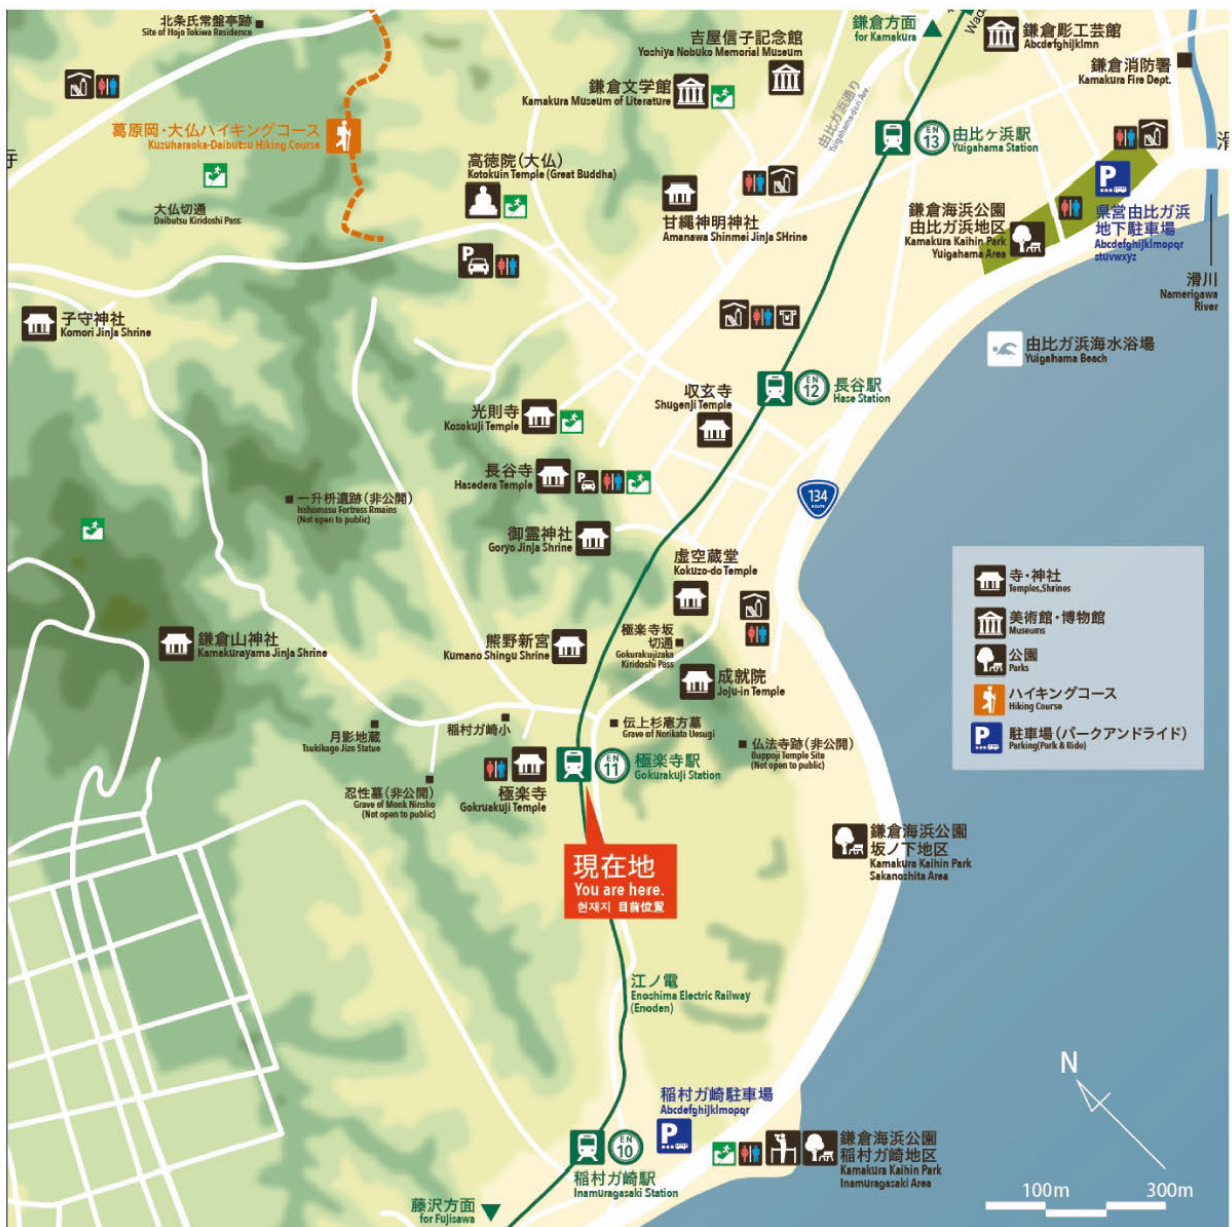 北条氏常盤亭跡
Site of Hojo Tokiwa Residence
吉屋信子記念館
Yoshiya Nobuko Memorial Museum
鎌倉方面
for Kamakura
鎌倉彫工芸館
Abcdefghijklmn
鎌倉消防署
Kamakura Fire Dept.
鎌倉文学館
Kamakura Museum of Literature
由比ガ浜通り
Yuigahama-dori Ave.
葛原岡・大仏ハイキングコース
Kuzuharaoka-Daibutsu Hiking Course
EN
13
由比ヶ浜駅
Yuigahama Station
高徳院(大仏)
Kotokuin Temple (Great Buddha)
大仏切通
Daibutsu Kiridoshi Pass
甘縄神明神社
Amanawa Shinmei Jinja SHrine
鎌倉海浜公園
由比ガ浜地区
Kamakura Kaihin Park
Yuigahama Area
P
県営由比ガ浜
地下駐車場
Abcdefghijklmopqr
stuvwxyz
P
滑川
Namerigawa
River
子守神社
Komori Jinja Shrine
由比ガ浜海水浴場
Yuigahama Beach
EN
12
長谷駅
Hase Station
収玄寺
Shugenji Temple
光則寺
Kosokuji Temple
長谷寺
Hasedera Temple
P
134
ROUTE
一升枡遺跡(非公開)
Isshomasu Fortress Rmains
(Not open to public)
御霊神社
Goryo Jinja Shrine
虚空蔵堂
Kokuzo-do Temple
寺・神社
Temples,Shrines
美術館・博物館
Museums
公園
Parks
ハイキングコース
Hiking Course
P
駐車場(パークアンドライド)
Parking(Park & Ride)
鎌倉山神社
Kamakurayama Jinja Shrine
熊野新宮
Kumano Shingu Shrine
極楽寺坂
切通
Gokurakujizaka
Kiridoshi Pass
成就院
Joju-in Temple
月影地蔵
Tsukikage Jizo Statue
稲村ガ崎小
伝上杉憲方墓
Grave of Norikata Uesugi
仏法寺跡(非公開)
Buppoji Temple Site
(Not open to public)
EN
11
極楽寺駅
Gokurakuji Station
忍性墓(非公開)
Grave of Monk Ninsho
(Not open to public)
極楽寺
Gokruakuji Temple
現在地
You are here.
현재지 目前位置
鎌倉海浜公園
坂ノ下地区
Kamakura Kaihin Park
Sakanoshita Area
江ノ電
Enoshima Electric Railway
(Enoden)
N
稲村ガ崎駐車場
Abcdefghijklmopqr
P
EN
10
稲村ガ崎駅
Inamuragasaki Station
鎌倉海浜公園
稲村ガ崎地区
Kamakura Kaihin Park
Inamuragasaki Area
藤沢方面
for Fujisawa
100m
300m